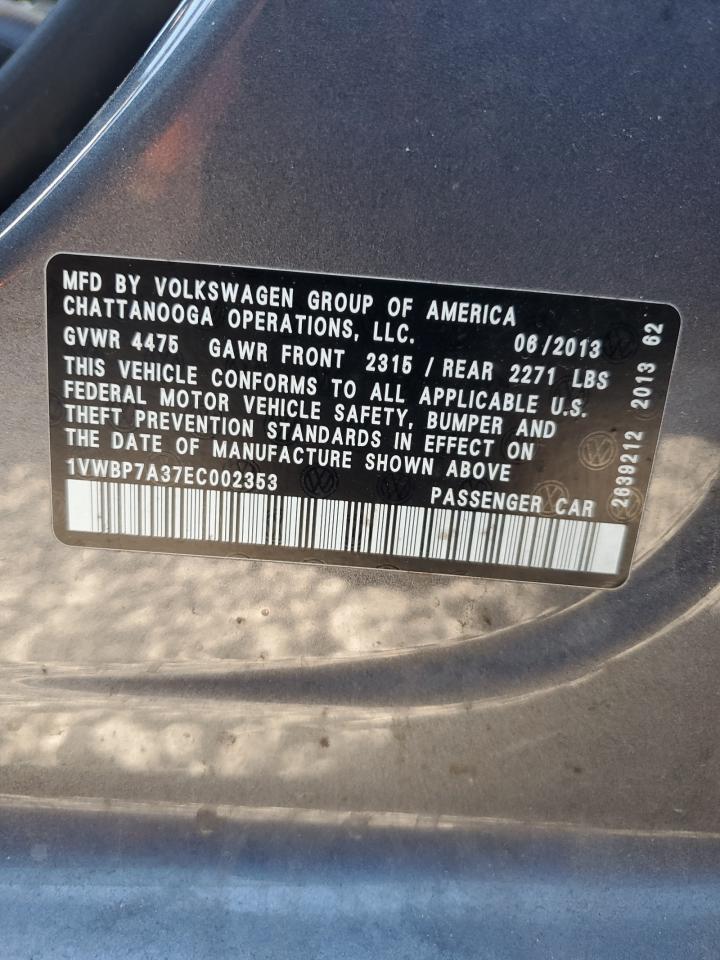 MFD BY VOLKSWAGEN GROUP OF AMERICA
CHATTANOOGA OPERATIONS, LLC. 06/2013
GVWR 4475 GAWR FRONT 2315 / REAR 2271 LBS
THIS VEHICLE CONFORMS TO ALL APPLICABLE U.S.
FEDERAL MOTOR VEHICLE SAFETY, BUMPER AND
THEFT PREVENTION STANDARDS IN EFFECT ON
THE DATE OF MANUFACTURE SHOWN ABOVE
1VWBP7A37EC002353 PASSENGER CAR
2639212 2013 62